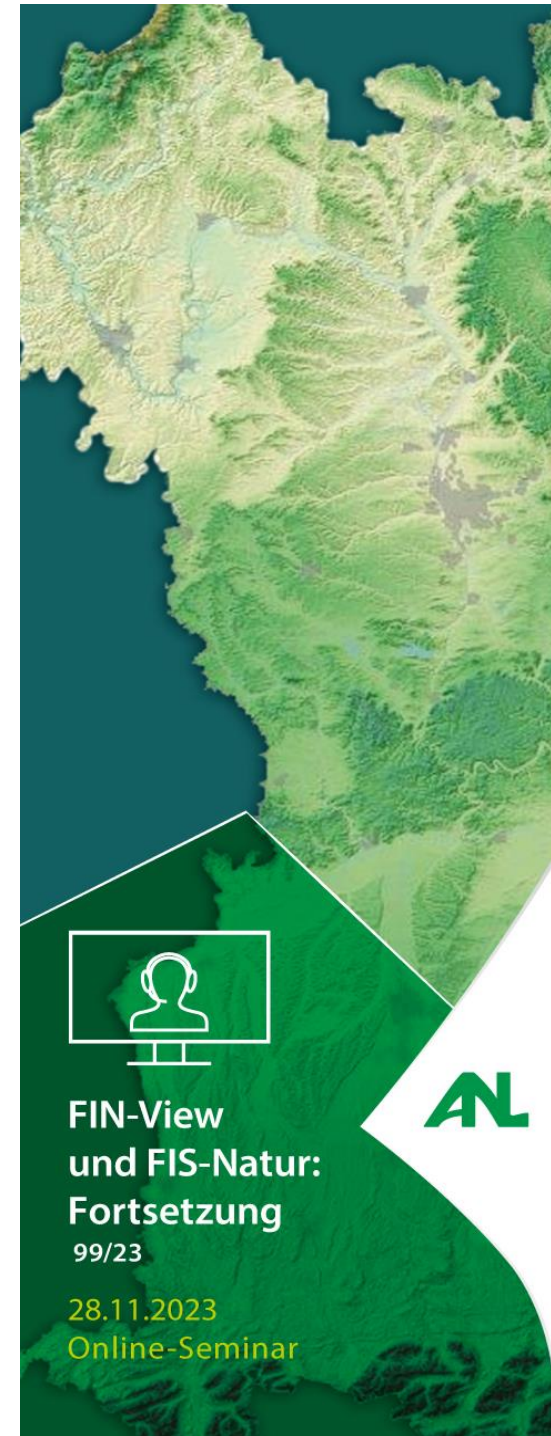 ANL
FIN-View
und FIS-Natur:
Fortsetzung
99/23
28.11.2023
Online-Seminar